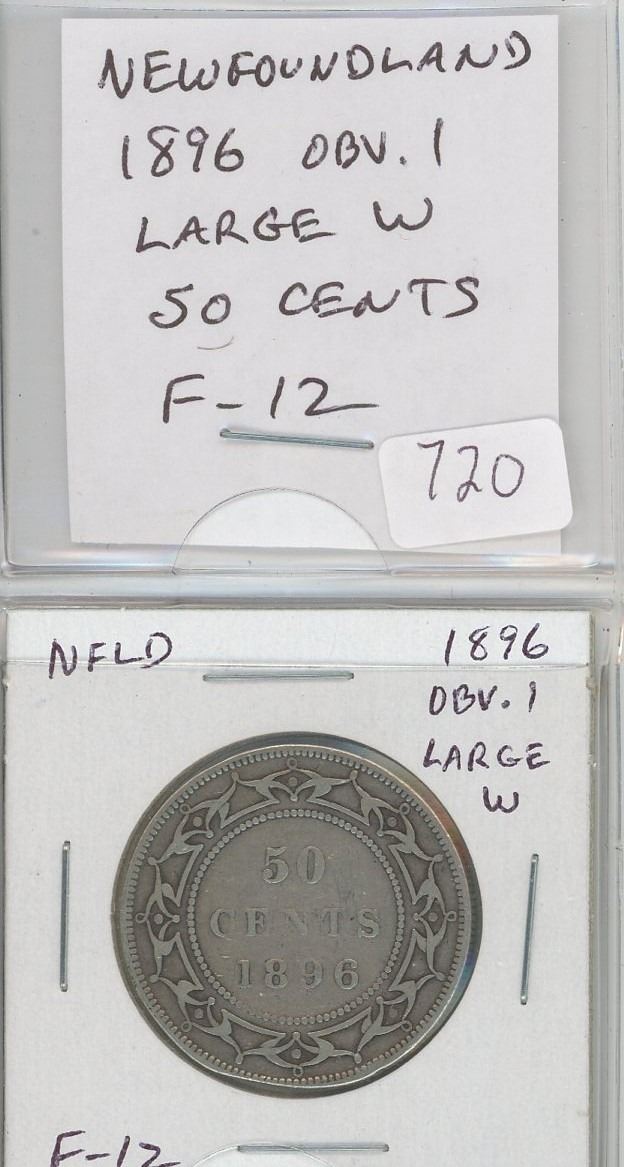 NEWFOUNDLAND
1896 OBV. 1
LARGE W
50 CENTS
F-12
720
NFLD
1896
OBV. 1
LARGE
W
50
CENTS
1896
F-12